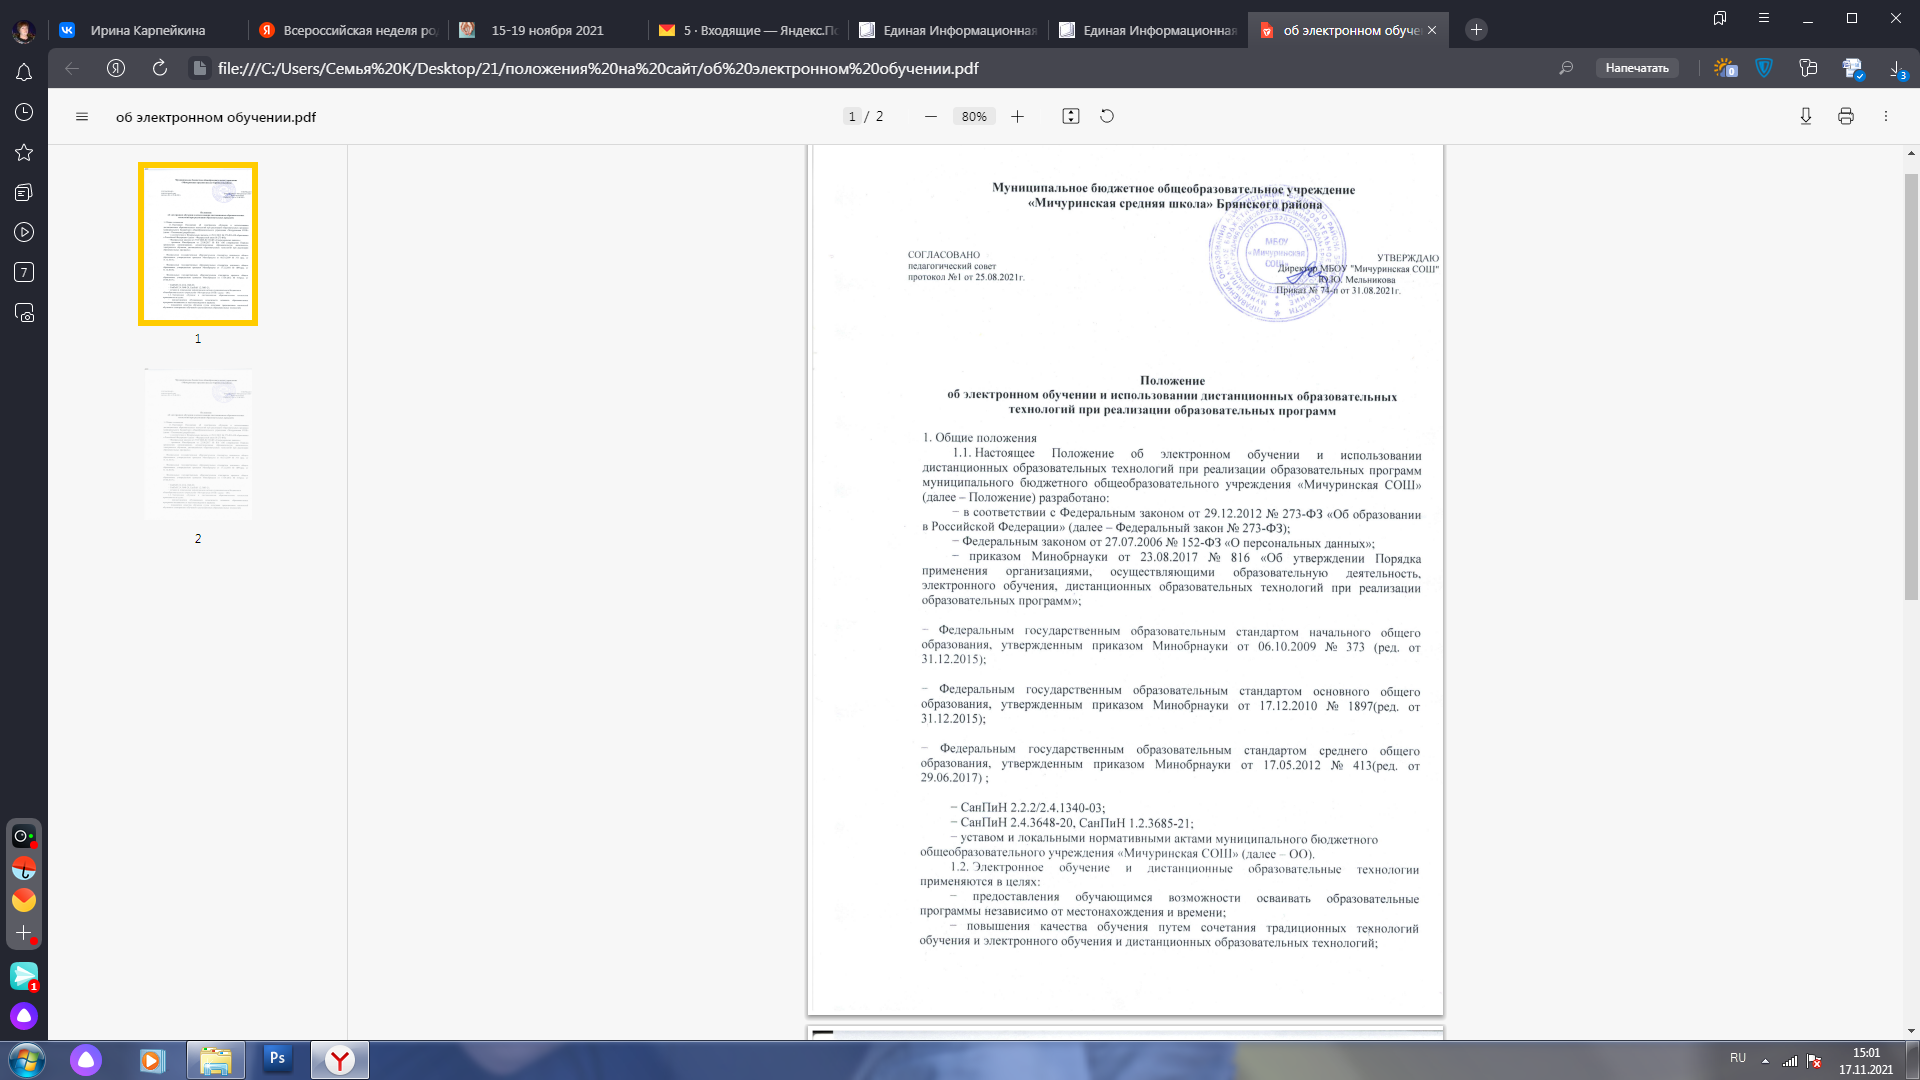 Ирина Карпейкина
Всероссийская неделя ро
15-19 ноября 2021
5 · Входящие — Яндекс.По
Единая Информационная
Единая Информационная
об электронном обуче
file:///C:/Users/Семья%20K/Desktop/21/положения%20на%20сайт/об%20электронном%20обучении.pdf
Напечатать
0
3
об электронном обучении.pdf
1 / 2
80%
7
1
2
Муниципальное бюджетное общеобразовательное учреждение
«Мичуринская средняя школа» Брянского района
СОГЛАСОВАНО
педагогический совет
протокол №1 от 25.08.2021г.
УТВЕРЖДАЮ
Директор МБОУ "Мичуринская СОШ"
Мельникова
Приказ № 74-п от 31.08.2021г.
МБОУ
«Мичуринская
СОШ»
Положение
об электронном обучении и использовании дистанционных образовательных
технологий при реализации образовательных программ
1. Общие положения
1.1. Настоящее Положение об электронном обучении и использовании
дистанционных образовательных технологий при реализации образовательных программ
муниципального бюджетного общеобразовательного учреждения «Мичуринская СОШ»
(далее – Положение) разработано:
− в соответствии с Федеральным законом от 29.12.2012 № 273-ФЗ «Об образовании
в Российской Федерации» (далее – Федеральный закон № 273-ФЗ);
− Федеральным законом от 27.07.2006 № 152-ФЗ «О персональных данных»;
− приказом Минобрнауки от 23.08.2017 № 816 «Об утверждении Порядка
применения организациями, осуществляющими образовательную деятельность,
электронного обучения, дистанционных образовательных технологий при реализации
образовательных программ»;
− Федеральным государственным образовательным стандартом начального общего
образования, утвержденным приказом Минобрнауки от 06.10.2009 № 373 (ред. от
31.12.2015);
− Федеральным государственным образовательным стандартом основного общего
образования, утвержденным приказом Минобрнауки от 17.12.2010 № 1897(ред. от
31.12.2015);
− Федеральным государственным образовательным стандартом среднего общего
образования, утвержденным приказом Минобрнауки от 17.05.2012 № 413(ред. от
29.06.2017) ;
− СанПиН 2.2.2/2.4.1340-03;
− СанПиН 2.4.3648-20, СанПиН 1.2.3685-21;
− уставом и локальными нормативными актами муниципального бюджетного
общеобразовательного учреждения «Мичуринская СОШ» (далее – ОО).
1.2. Электронное обучение и дистанционные образовательные технологии
применяются в целях:
− предоставления обучающимся возможности осваивать образовательные
программы независимо от местонахождения и времени;
− повышения качества обучения путем сочетания традиционных технологий
обучения и электронного обучения и дистанционных образовательных технологий;
1
Ps
RU
15:01
17.11.2021